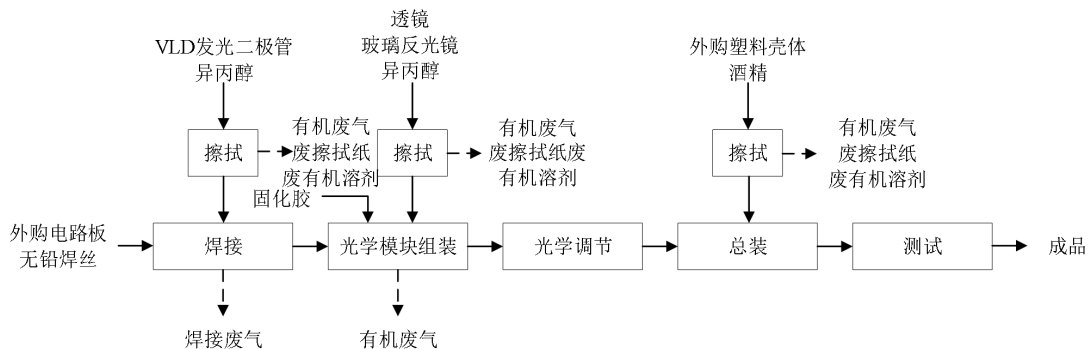 VLD发光二极管
异丙醇
透镜
玻璃反光镜
异丙醇
外购塑料壳体
酒精
擦拭
有机废气
废擦拭纸
废有机溶剂
擦拭
有机废气
废擦拭纸废
有机溶剂
擦拭
有机废气
废擦拭纸
废有机溶剂
固化胶
外购电路板
无铅焊丝
焊接
光学模块组装
光学调节
总装
测试
成品
焊接废气
有机废气